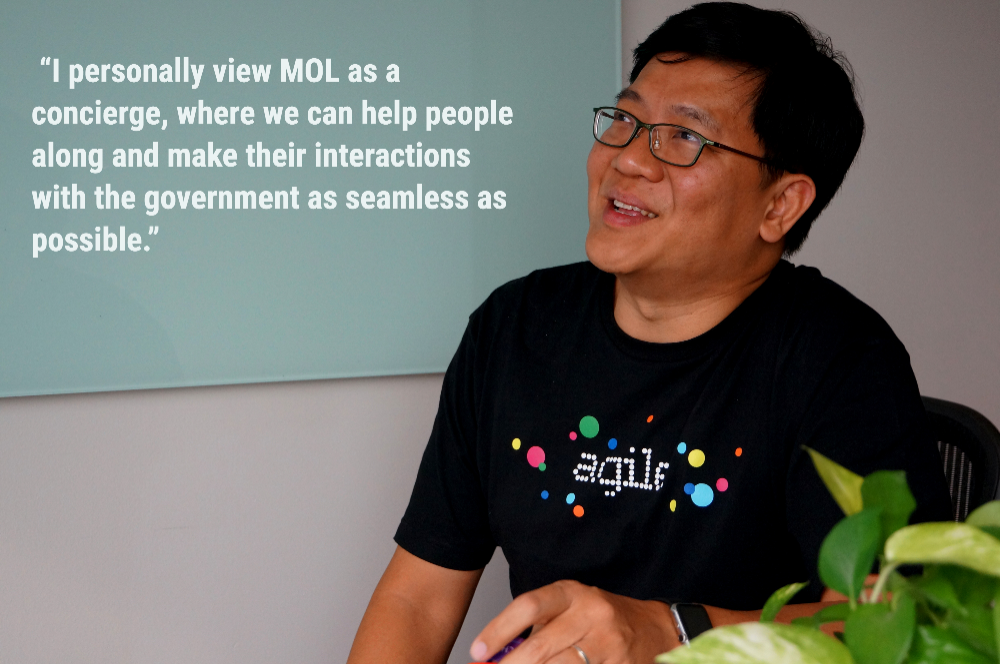 “I personally view MOL as a
concierge, where we can help people
along and make their interactions
with the government as seamless as
possible.”
agile